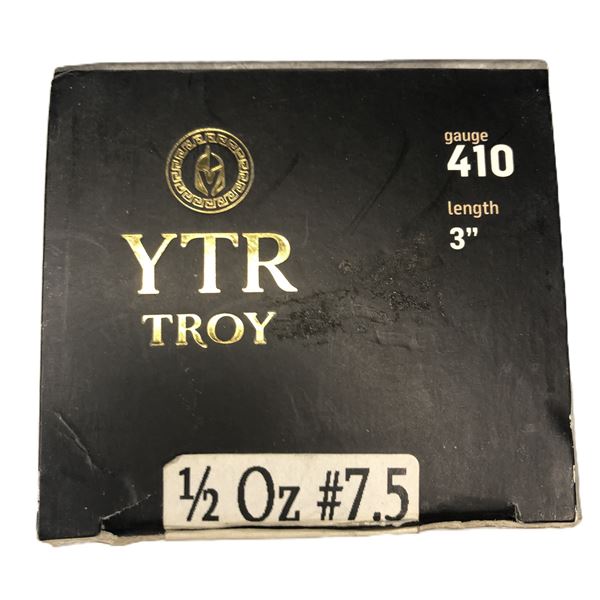 gauge
410
length
3”
YTR
TROY
½ Oz #7.5